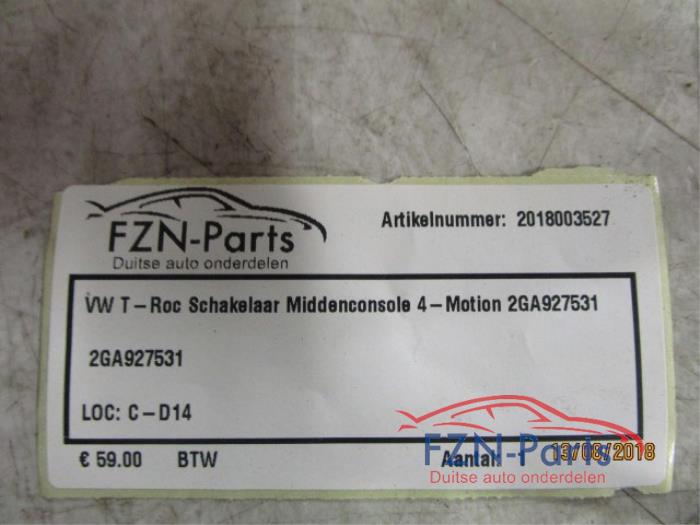 FZN-Parts
Duitse auto onderdelen
Artikelnummer: 2018003527
VW T-Roc Schakelaar Middenconsole 4-Motion 2GA927531
2GA927531
LOC: C-D14
€ 59.00 BTW Aantal: 1
FZN-Parts
Duitse auto onderdelen
13/08/2018